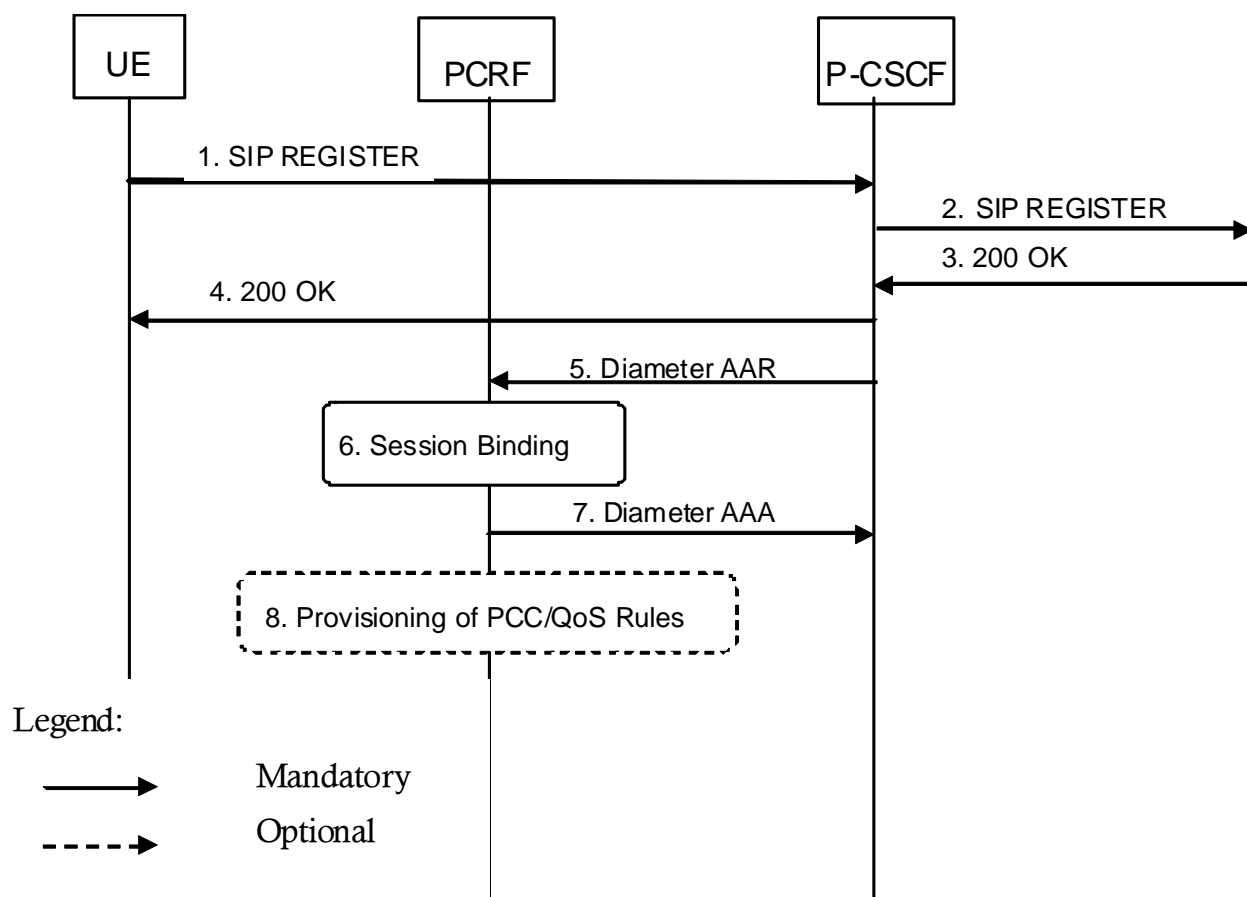 UE
PCRF
P-CSCF
1. SIP REGISTER
2. SIP REGISTER
3. 200 OK
4. 200 OK
5. Diameter AAR
6. Session Binding
7. Diameter AAA
8. Provisioning of PCC/QoS Rules
Legend:
Mandatory
Optional